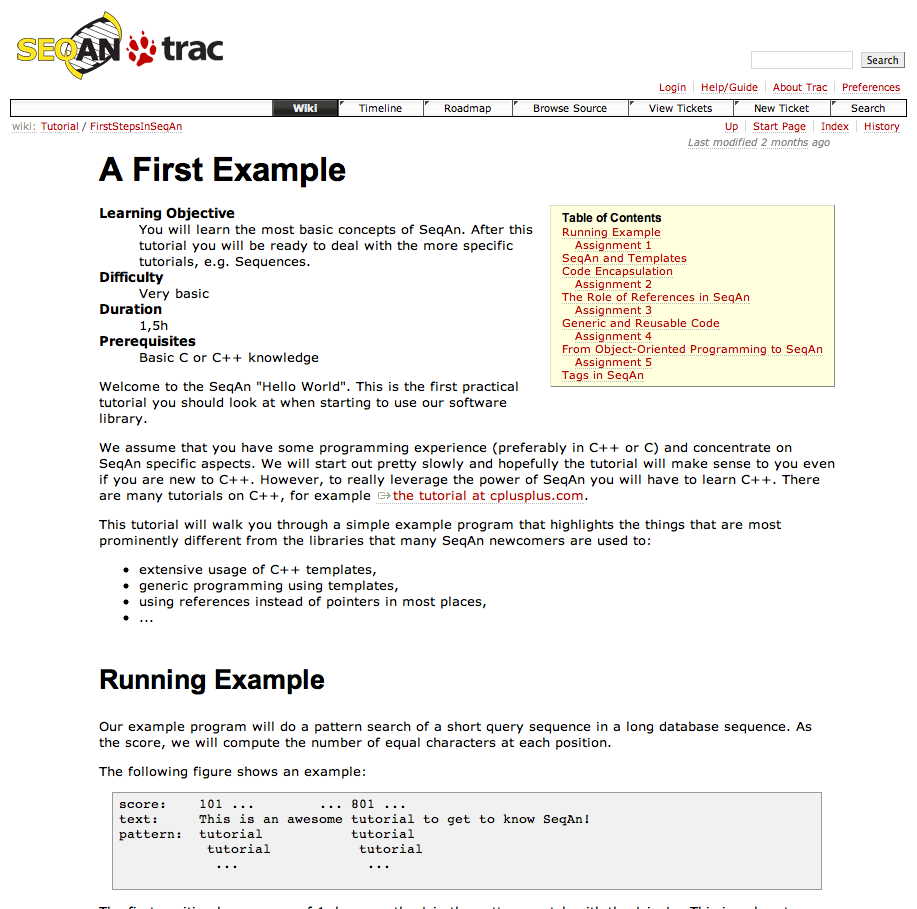 SEQAN trac
Search
Login Help/Guide About Trac Preferences
Wiki Timeline Roadmap Browse Source View Tickets New Ticket Search
wiki: Tutorial / FirstStepsInSeqAn
Up Start Page Index History
Last modified 2 months ago
A First Example
Learning Objective
You will learn the most basic concepts of SeqAn. After this
tutorial you will be ready to deal with the more specific
tutorials, e.g. Sequences.
Difficulty
Very basic
Duration
1,5h
Prerequisites
Basic C or C++ knowledge
Table of Contents
Running Example
Assignment 1
SeqAn and Templates
Code Encapsulation
Assignment 2
The Role of References in SeqAn
Assignment 3
Generic and Reusable Code
Assignment 4
From Object-Oriented Programming to SeqAn
Assignment 5
Tags in SeqAn
Welcome to the SeqAn "Hello World". This is the first practical
tutorial you should look at when starting to use our software
library.
We assume that you have some programming experience (preferably in C++ or C) and concentrate on
SeqAn specific aspects. We will start out pretty slowly and hopefully the tutorial will make sense to you even
if you are new to C++. However, to really leverage the power of SeqAn you will have to learn C++. There
are many tutorials on C++, for example the tutorial at cplusplus.com.
This tutorial will walk you through a simple example program that highlights the things that are most
prominently different from the libraries that many SeqAn newcomers are used to:
• extensive usage of C++ templates,
• generic programming using templates,
• using references instead of pointers in most places,
• ...
Running Example
Our example program will do a pattern search of a short query sequence in a long database sequence. As
the score, we will compute the number of equal characters at each position.
The following figure shows an example:
score:    101 ...        ... 801 ...
text:     This is an awesome tutorial to get to know SeqAn!
pattern:  tutorial           tutorial
           tutorial           tutorial
            ...                ...